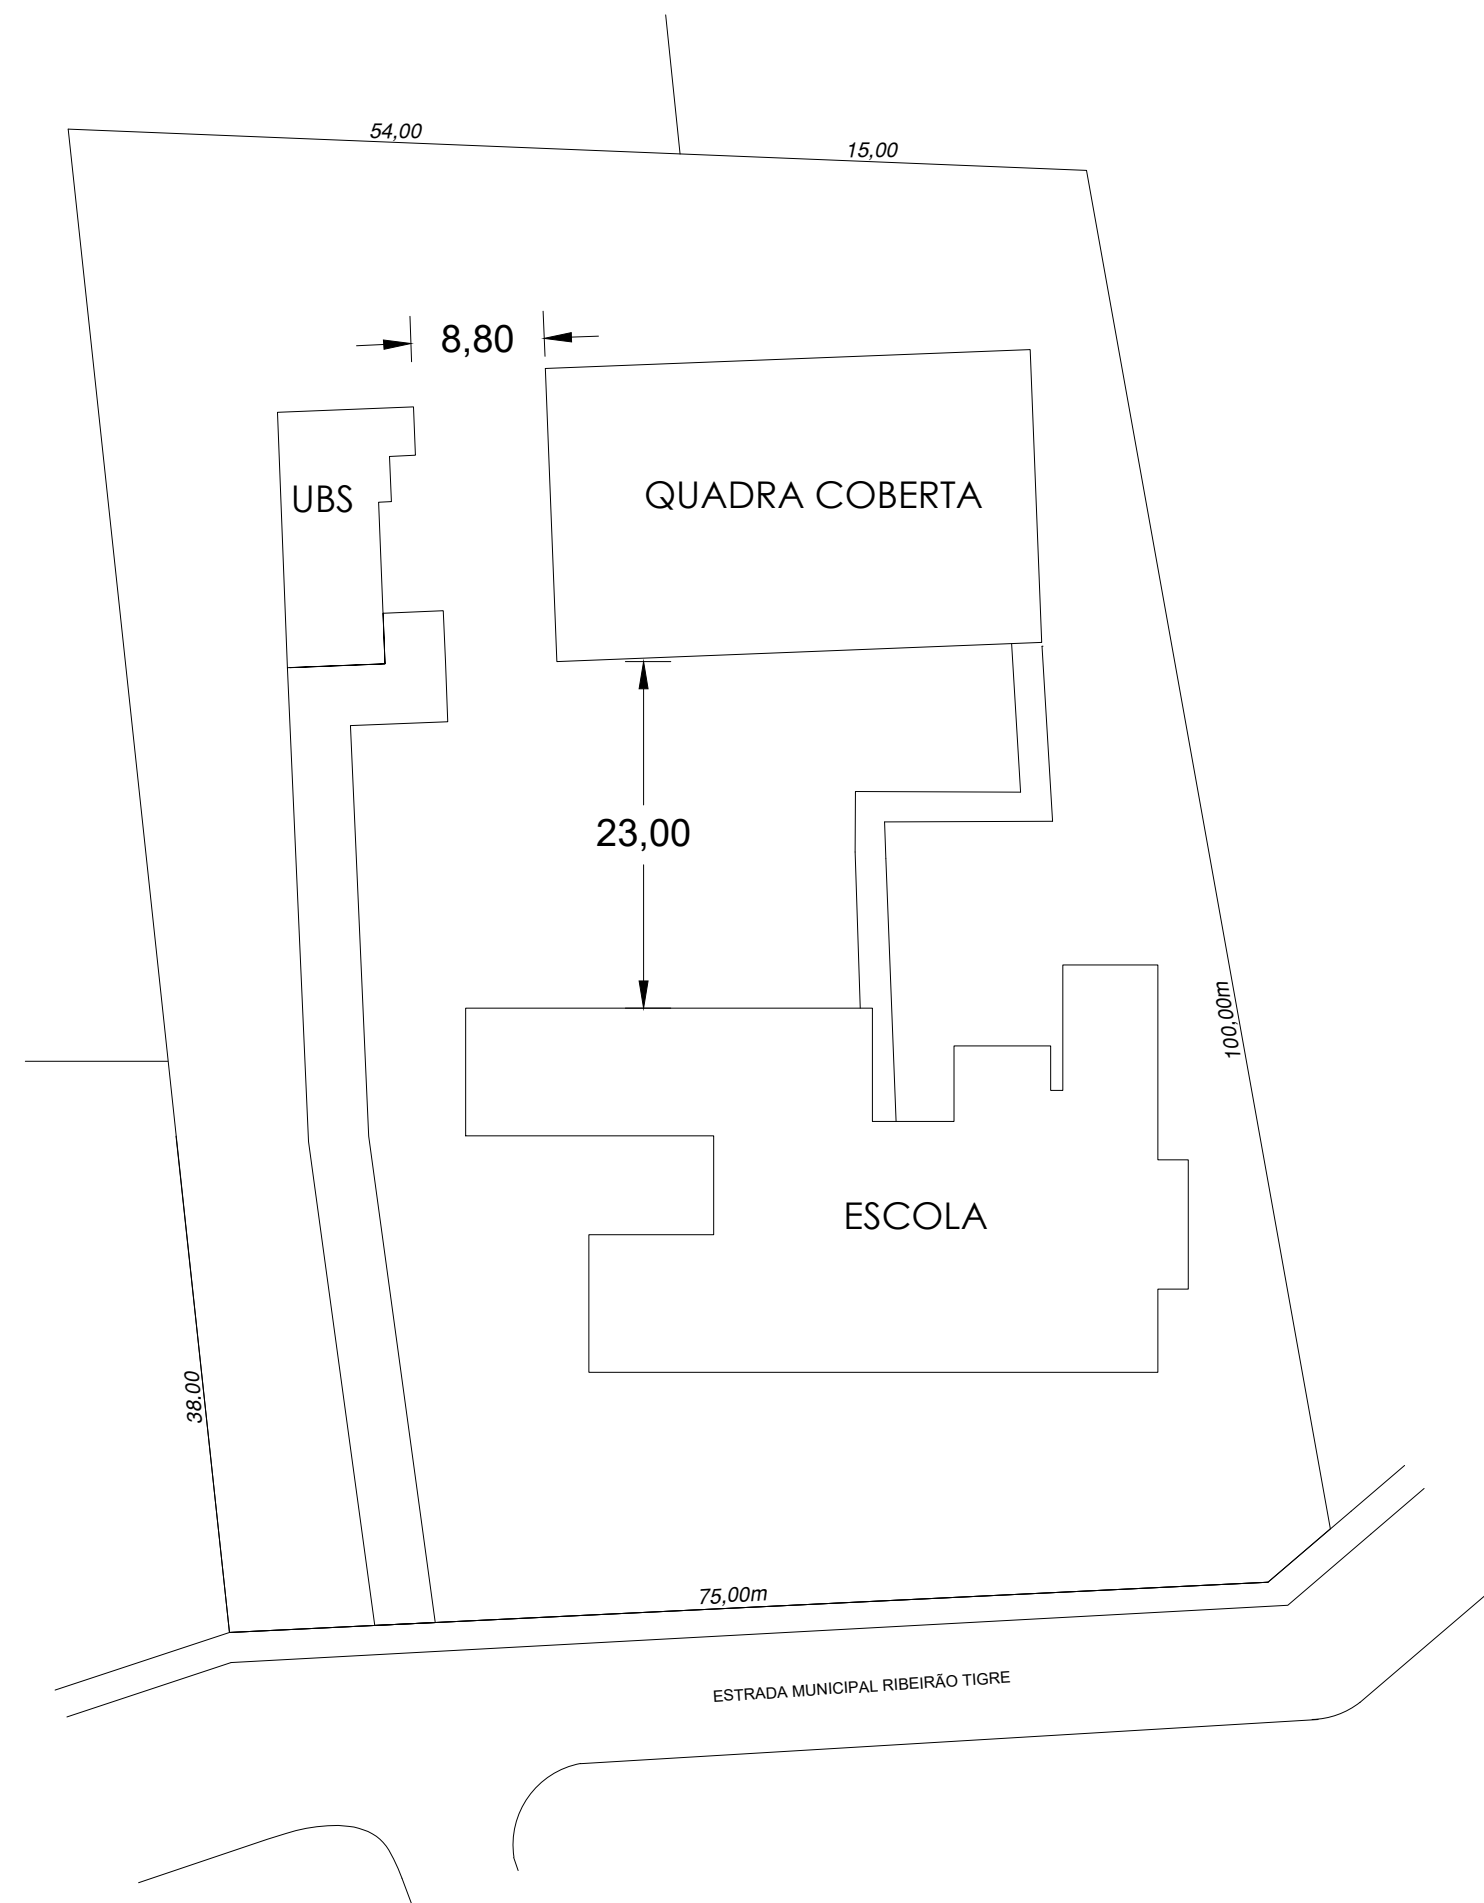 54,00
15,00
8,80
UBS
QUADRA COBERTA
23,00
100,00m
ESCOLA
38.00
75,00m
ESTRADA MUNICIPAL RIBEIRÃO TIGRE